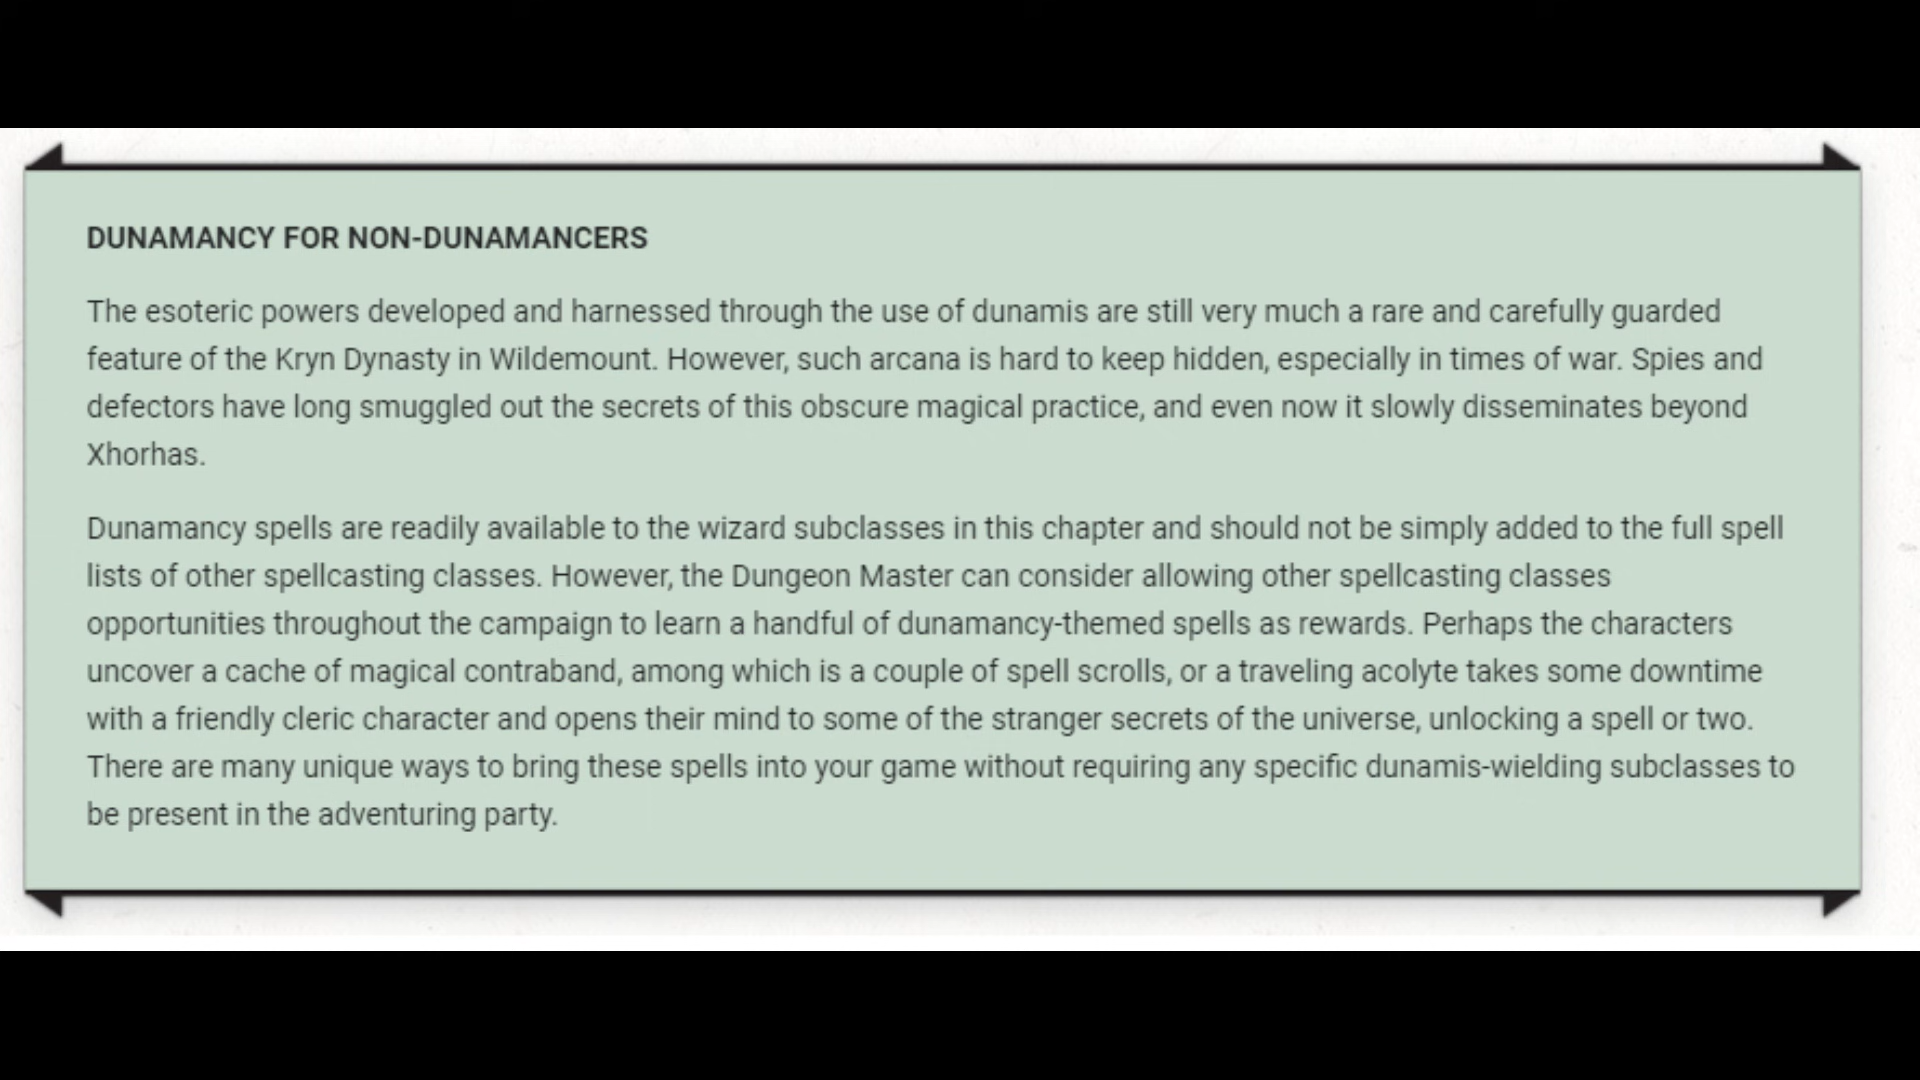 DUNAMANCY FOR NON-DUNAMANCERS
The esoteric powers developed and harnessed through the use of dunamis are still very much a rare and carefully guarded
feature of the Kryn Dynasty in Wildemount. However, such arcana is hard to keep hidden, especially in times of war. Spies and
defectors have long smuggled out the secrets of this obscure magical practice, and even now it slowly disseminates beyond
Xhorhas.
Dunamancy spells are readily available to the wizard subclasses in this chapter and should not be simply added to the full spell
lists of other spellcasting classes. However, the Dungeon Master can consider allowing other spellcasting classes
opportunities throughout the campaign to learn a handful of dunamancy-themed spells as rewards. Perhaps the characters
uncover a cache of magical contraband, among which is a couple of spell scrolls, or a traveling acolyte takes some downtime
with a friendly cleric character and opens their mind to some of the stranger secrets of the universe, unlocking a spell or two.
There are many unique ways to bring these spells into your game without requiring any specific dunamis-wielding subclasses to
be present in the adventuring party.